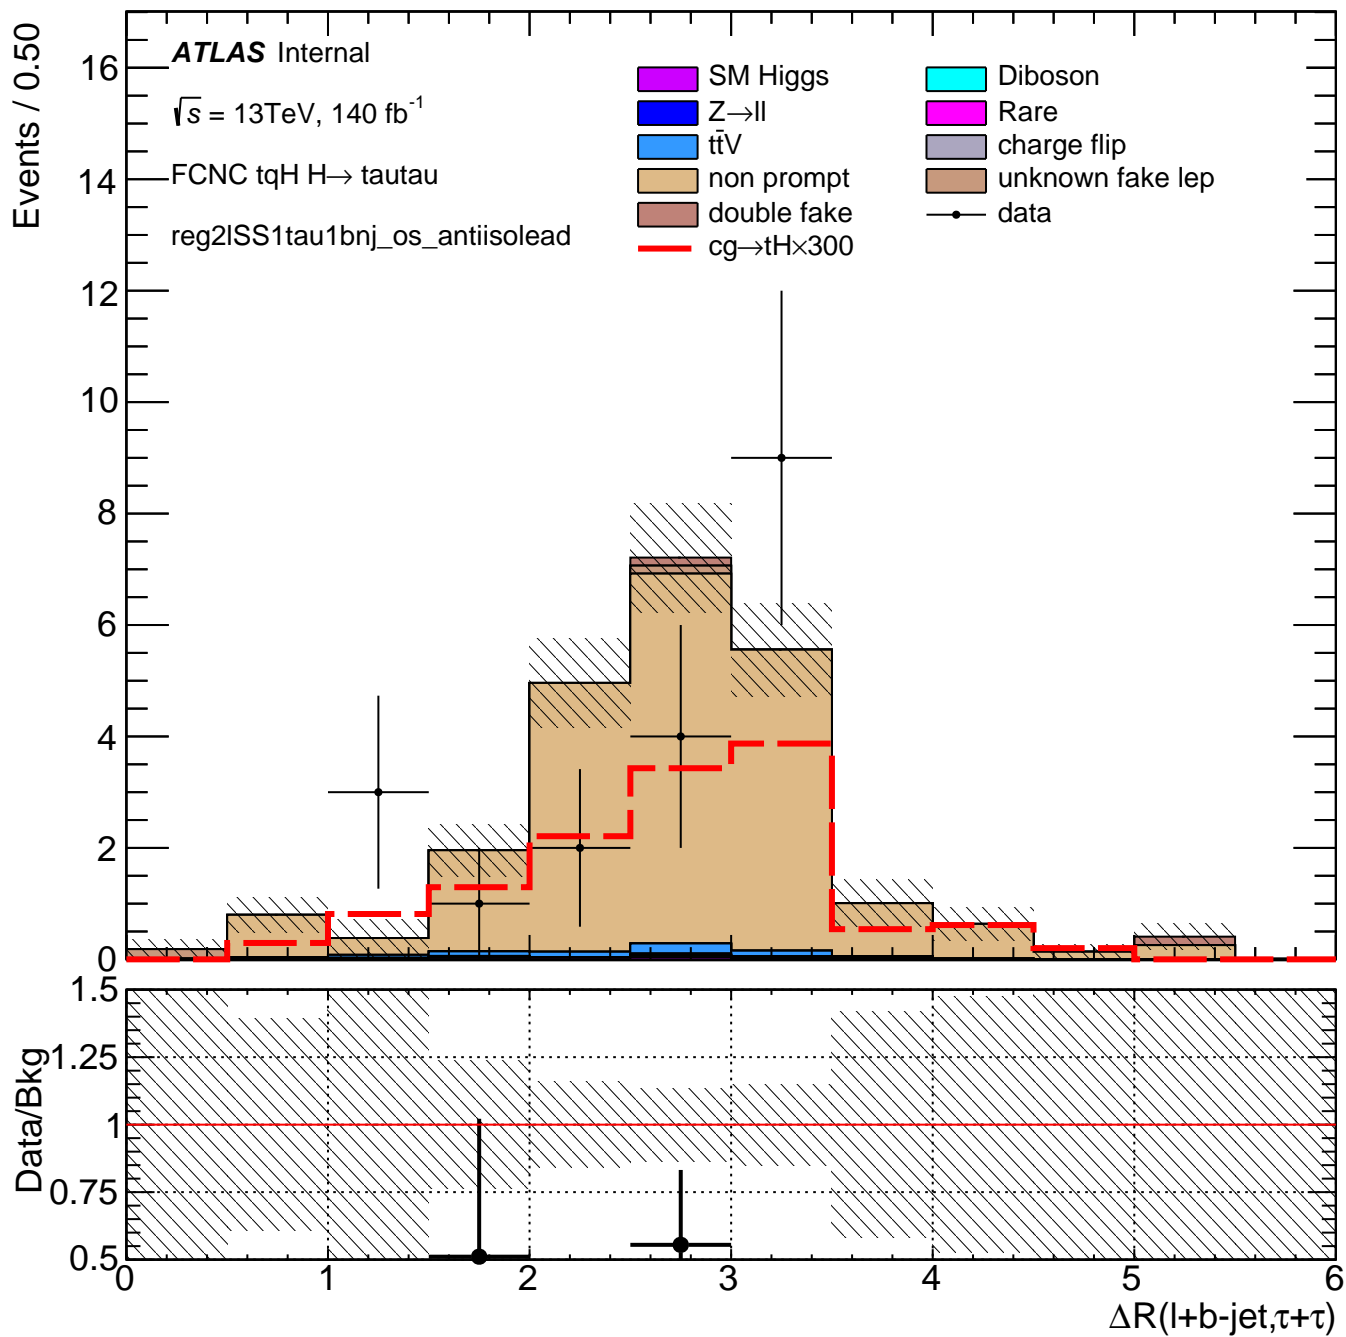 Events / 0.50
16
14
12
10
8
6
4
2
0
ATLAS Internal
√s = 13TeV, 140 fb⁻¹
FCNC tqH H→ tautau
reg2lSS1tau1bnj_os_antiisolead
SM Higgs
Z→ll
tt̄V
non prompt
double fake
cg→tH×300
Diboson
Rare
charge flip
unknown fake lep
data
Data/Bkg
1.5
1.25
1
0.75
0.5
0 1 2 3 4 5 6
ΔR(l+b-jet,τ+τ)